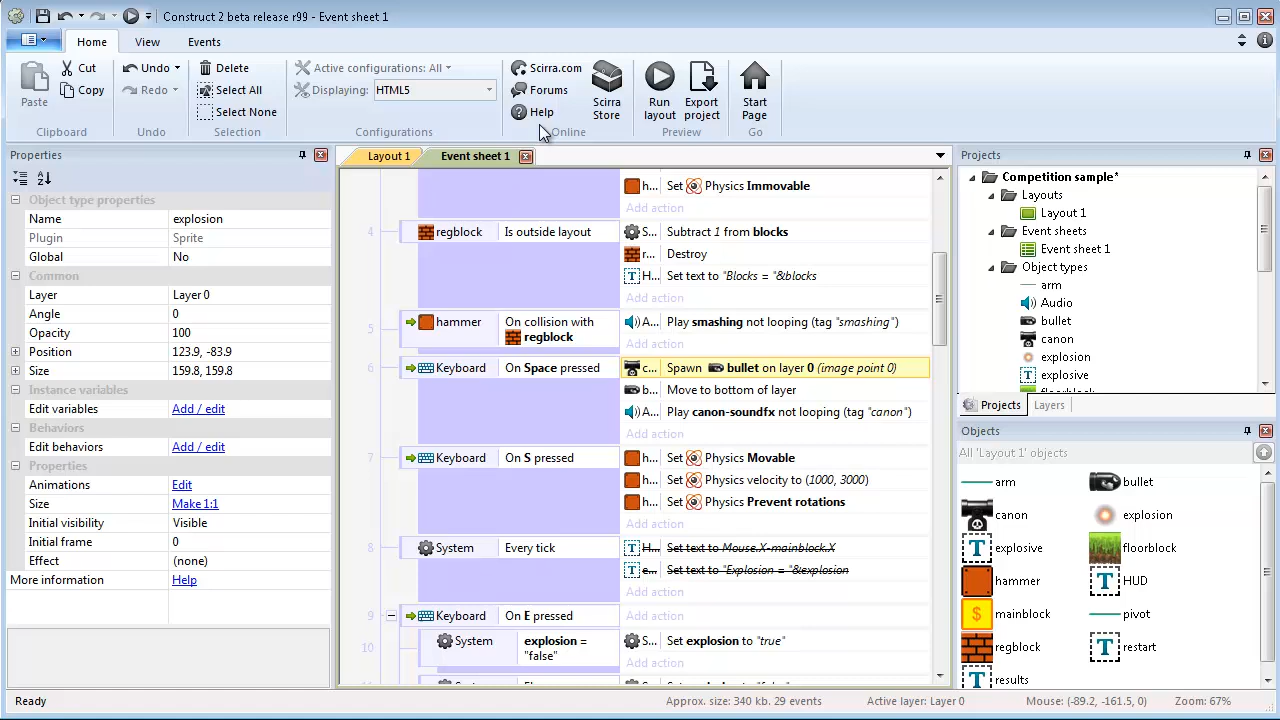 Construct 2 beta release r99 - Event sheet 1
Home View Events
Paste
Cut
Copy
Clipboard
Undo
Redo
Undo
Delete
Select All
Select None
Selection
Active configurations: All
Displaying: HTML5
Configurations
Scirra.com
Forums
Help
Scirra Store
Online
Run layout
Export project
Preview
Start Page
Go
Properties
Object type properties
Name explosion
Plugin Sprite
Global No
Common
Layer Layer 0
Angle 0
Opacity 100
Position 123.9, -83.9
Size 159.8, 159.8
Instance variables
Edit variables Add / edit
Behaviors
Edit behaviors Add / edit
Properties
Animations Edit
Size Make 1:1
Initial visibility Visible
Initial frame 0
Effect (none)
More information Help
Layout 1 Event sheet 1
h... Set Physics Immovable
Add action
4 regblock Is outside layout S... Subtract 1 from blocks
r... Destroy
H... Set text to "Blocks = "&blocks
Add action
5 hammer On collision with regblock A... Play smashing not looping (tag "smashing")
Add action
6 Keyboard On Space pressed c... Spawn bullet on layer 0 (image point 0)
b... Move to bottom of layer
A... Play canon-soundfx not looping (tag "canon")
Add action
7 Keyboard On S pressed h... Set Physics Movable
h... Set Physics velocity to (1000, 3000)
h... Set Physics Prevent rotations
Add action
8 System Every tick H... Set text to Mouse.X-mainblock.X
e... Set text to "Explosion = "&explosion
Add action
9 Keyboard On E pressed Add action
10 System explosion = "false" S... Set explosion to "true"
Add action
Projects
Competition sample*
Layouts
Layout 1
Event sheets
Event sheet 1
Object types
arm
Audio
bullet
canon
explosion
explosive
Projects Layers
Objects
All 'Layout 1' objects
arm bullet
canon explosion
explosive floorblock
hammer HUD
mainblock pivot
regblock restart
results
Ready Approx. size: 340 kb, 29 events Active layer: Layer 0 Mouse: (-89.2, -161.5, 0) Zoom: 67%